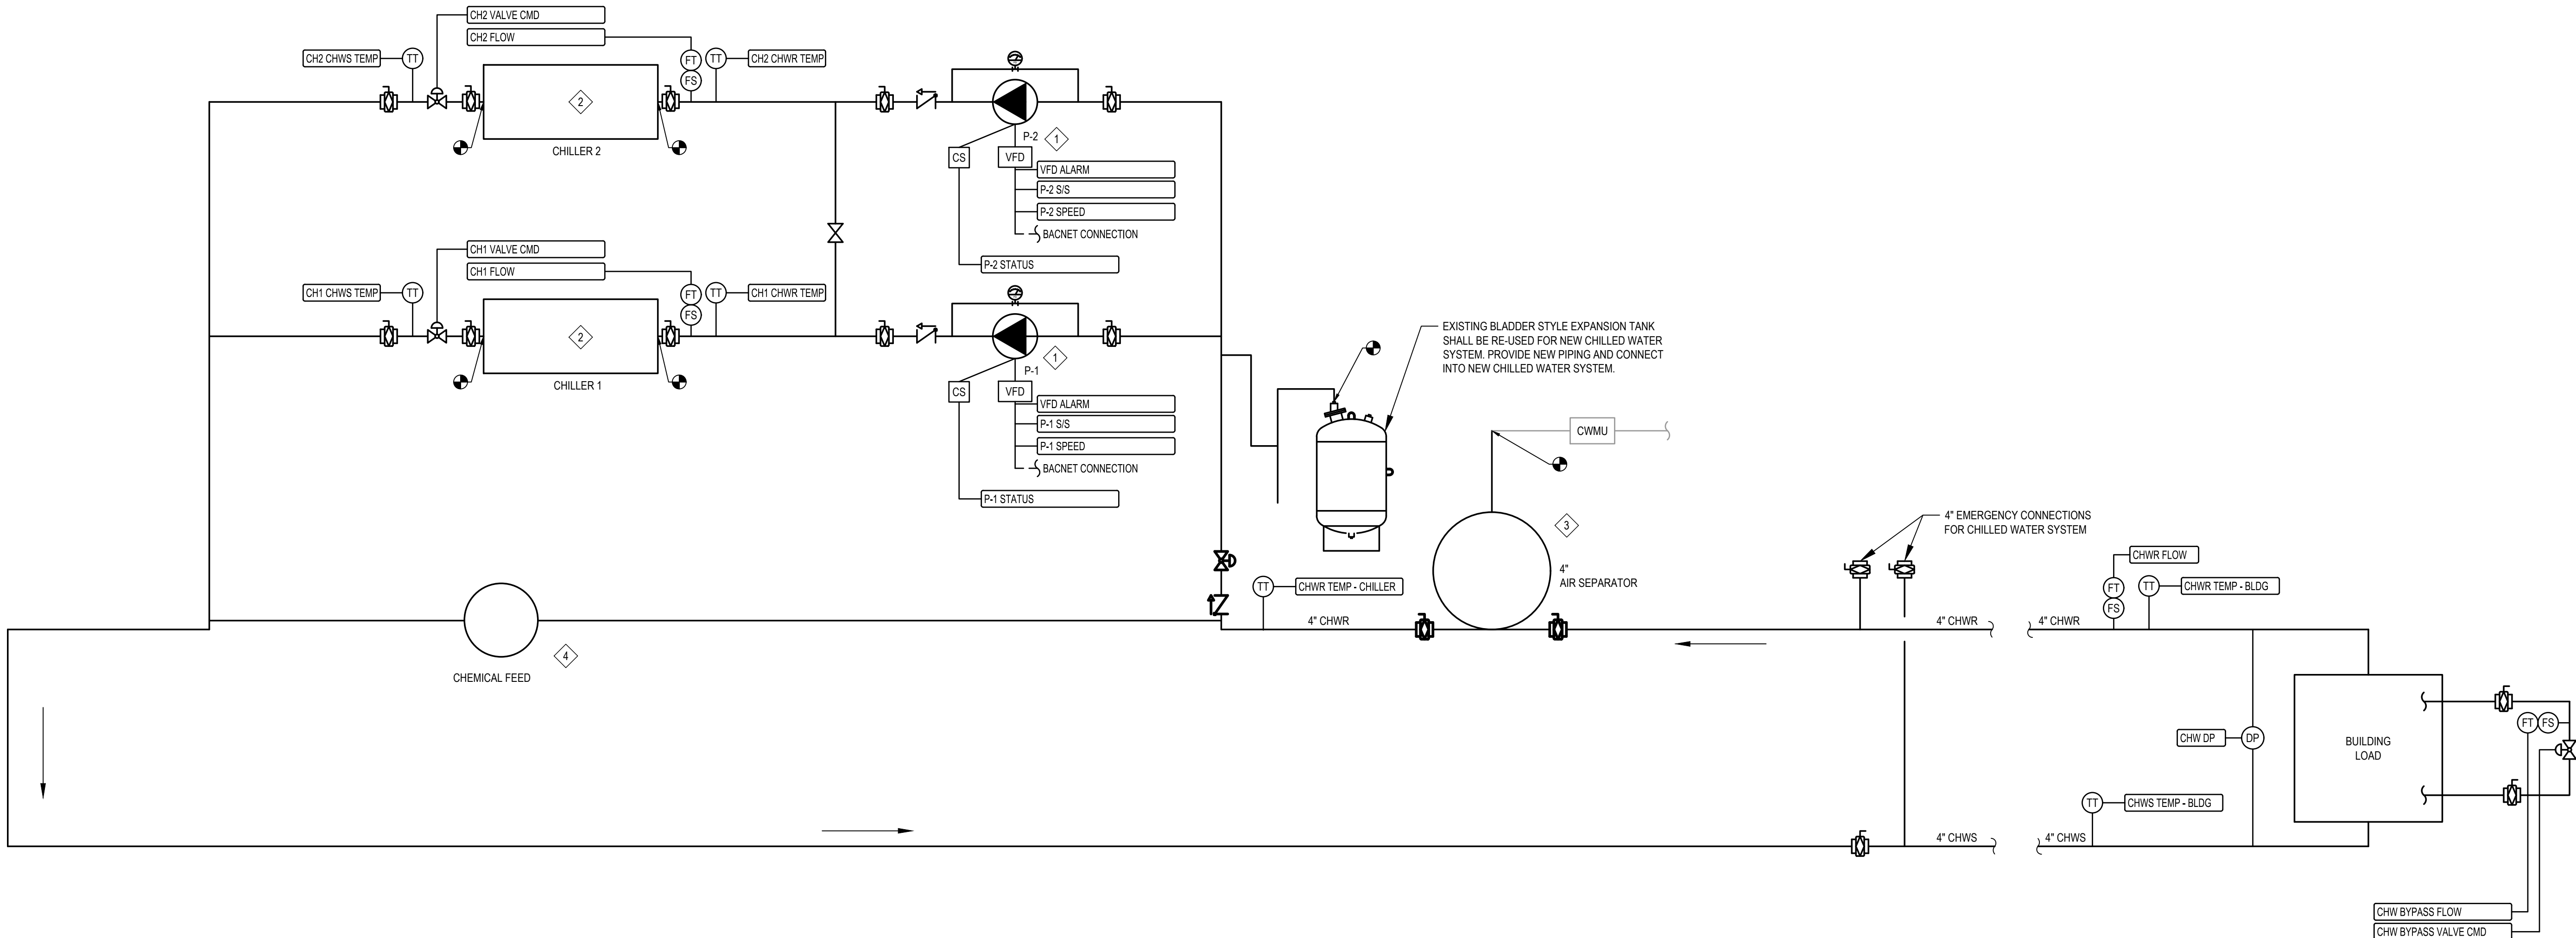 CH2 VALVE CMD
CH2 FLOW
CH2 CHWS TEMP
TT
FT
FS
TT
CH2 CHWR TEMP
2
CHILLER 2
P-2
1
CS
VFD
VFD ALARM
P-2 S/S
P-2 SPEED
BACNET CONNECTION
P-2 STATUS
CH1 VALVE CMD
CH1 FLOW
CH1 CHWS TEMP
TT
FT
FS
TT
CH1 CHWR TEMP
2
CHILLER 1
P-1
1
CS
VFD
VFD ALARM
P-1 S/S
P-1 SPEED
BACNET CONNECTION
P-1 STATUS
EXISTING BLADDER STYLE EXPANSION TANK
SHALL BE RE-USED FOR NEW CHILLED WATER
SYSTEM. PROVIDE NEW PIPING AND CONNECT
INTO NEW CHILLED WATER SYSTEM.
CWMU
3
4"
AIR SEPARATOR
TT
CHWR TEMP - CHILLER
4" CHWR
4" EMERGENCY CONNECTIONS
FOR CHILLED WATER SYSTEM
CHWR FLOW
FT
FS
TT
CHWR TEMP - BLDG
4" CHWR
4" CHWR
4
CHEMICAL FEED
CHW DP
DP
BUILDING
LOAD
FT
FS
TT
CHWS TEMP - BLDG
4" CHWS
4" CHWS
CHW BYPASS FLOW
CHW BYPASS VALVE CMD